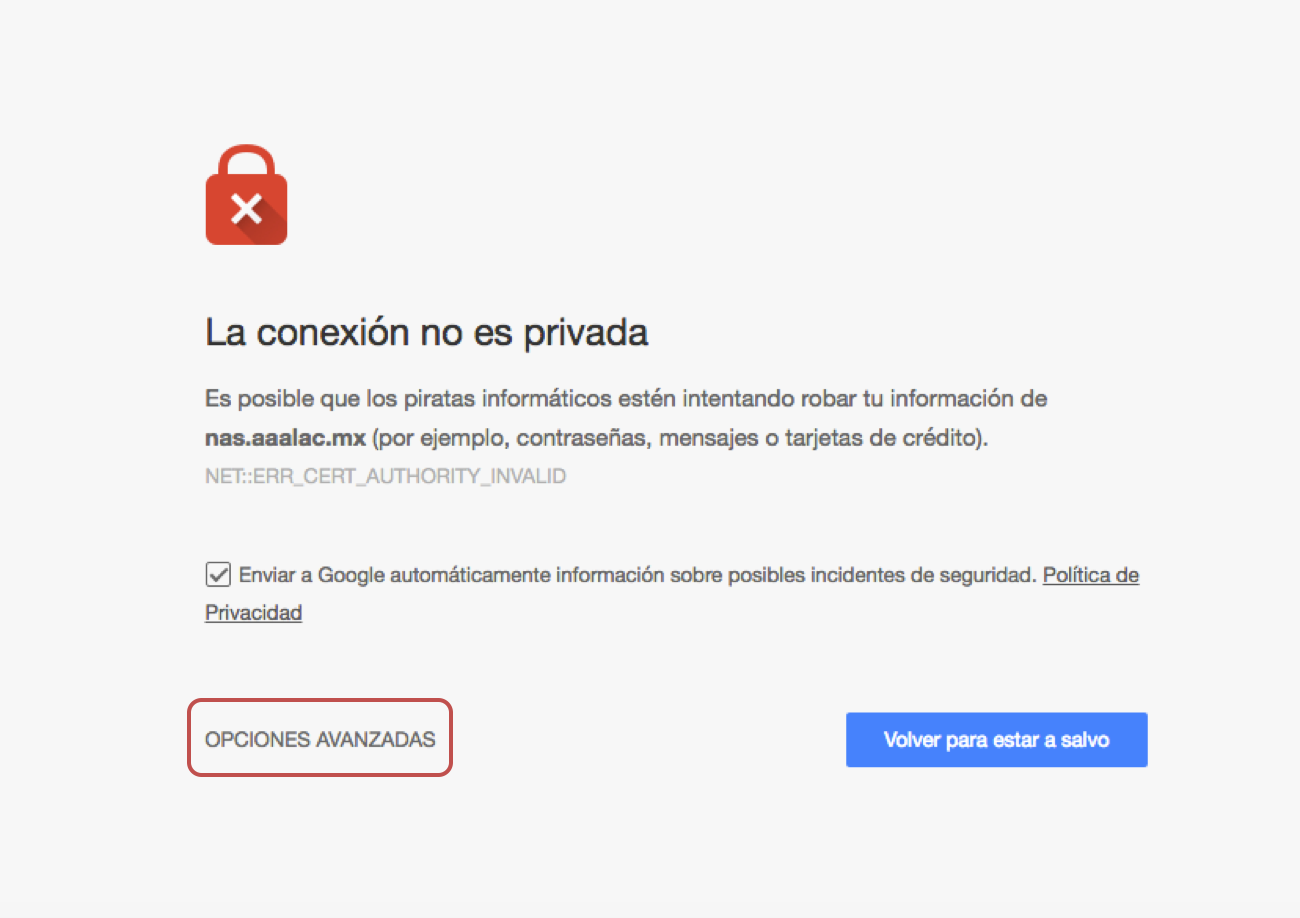 La conexión no es privada
Es posible que los piratas informáticos estén intentando robar tu información de
nas.aaalac.mx (por ejemplo, contraseñas, mensajes o tarjetas de crédito).
NET::ERR_CERT_AUTHORITY_INVALID
Enviar a Google automáticamente información sobre posibles incidentes de seguridad. Política de
Privacidad
OPCIONES AVANZADAS
Volver para estar a salvo